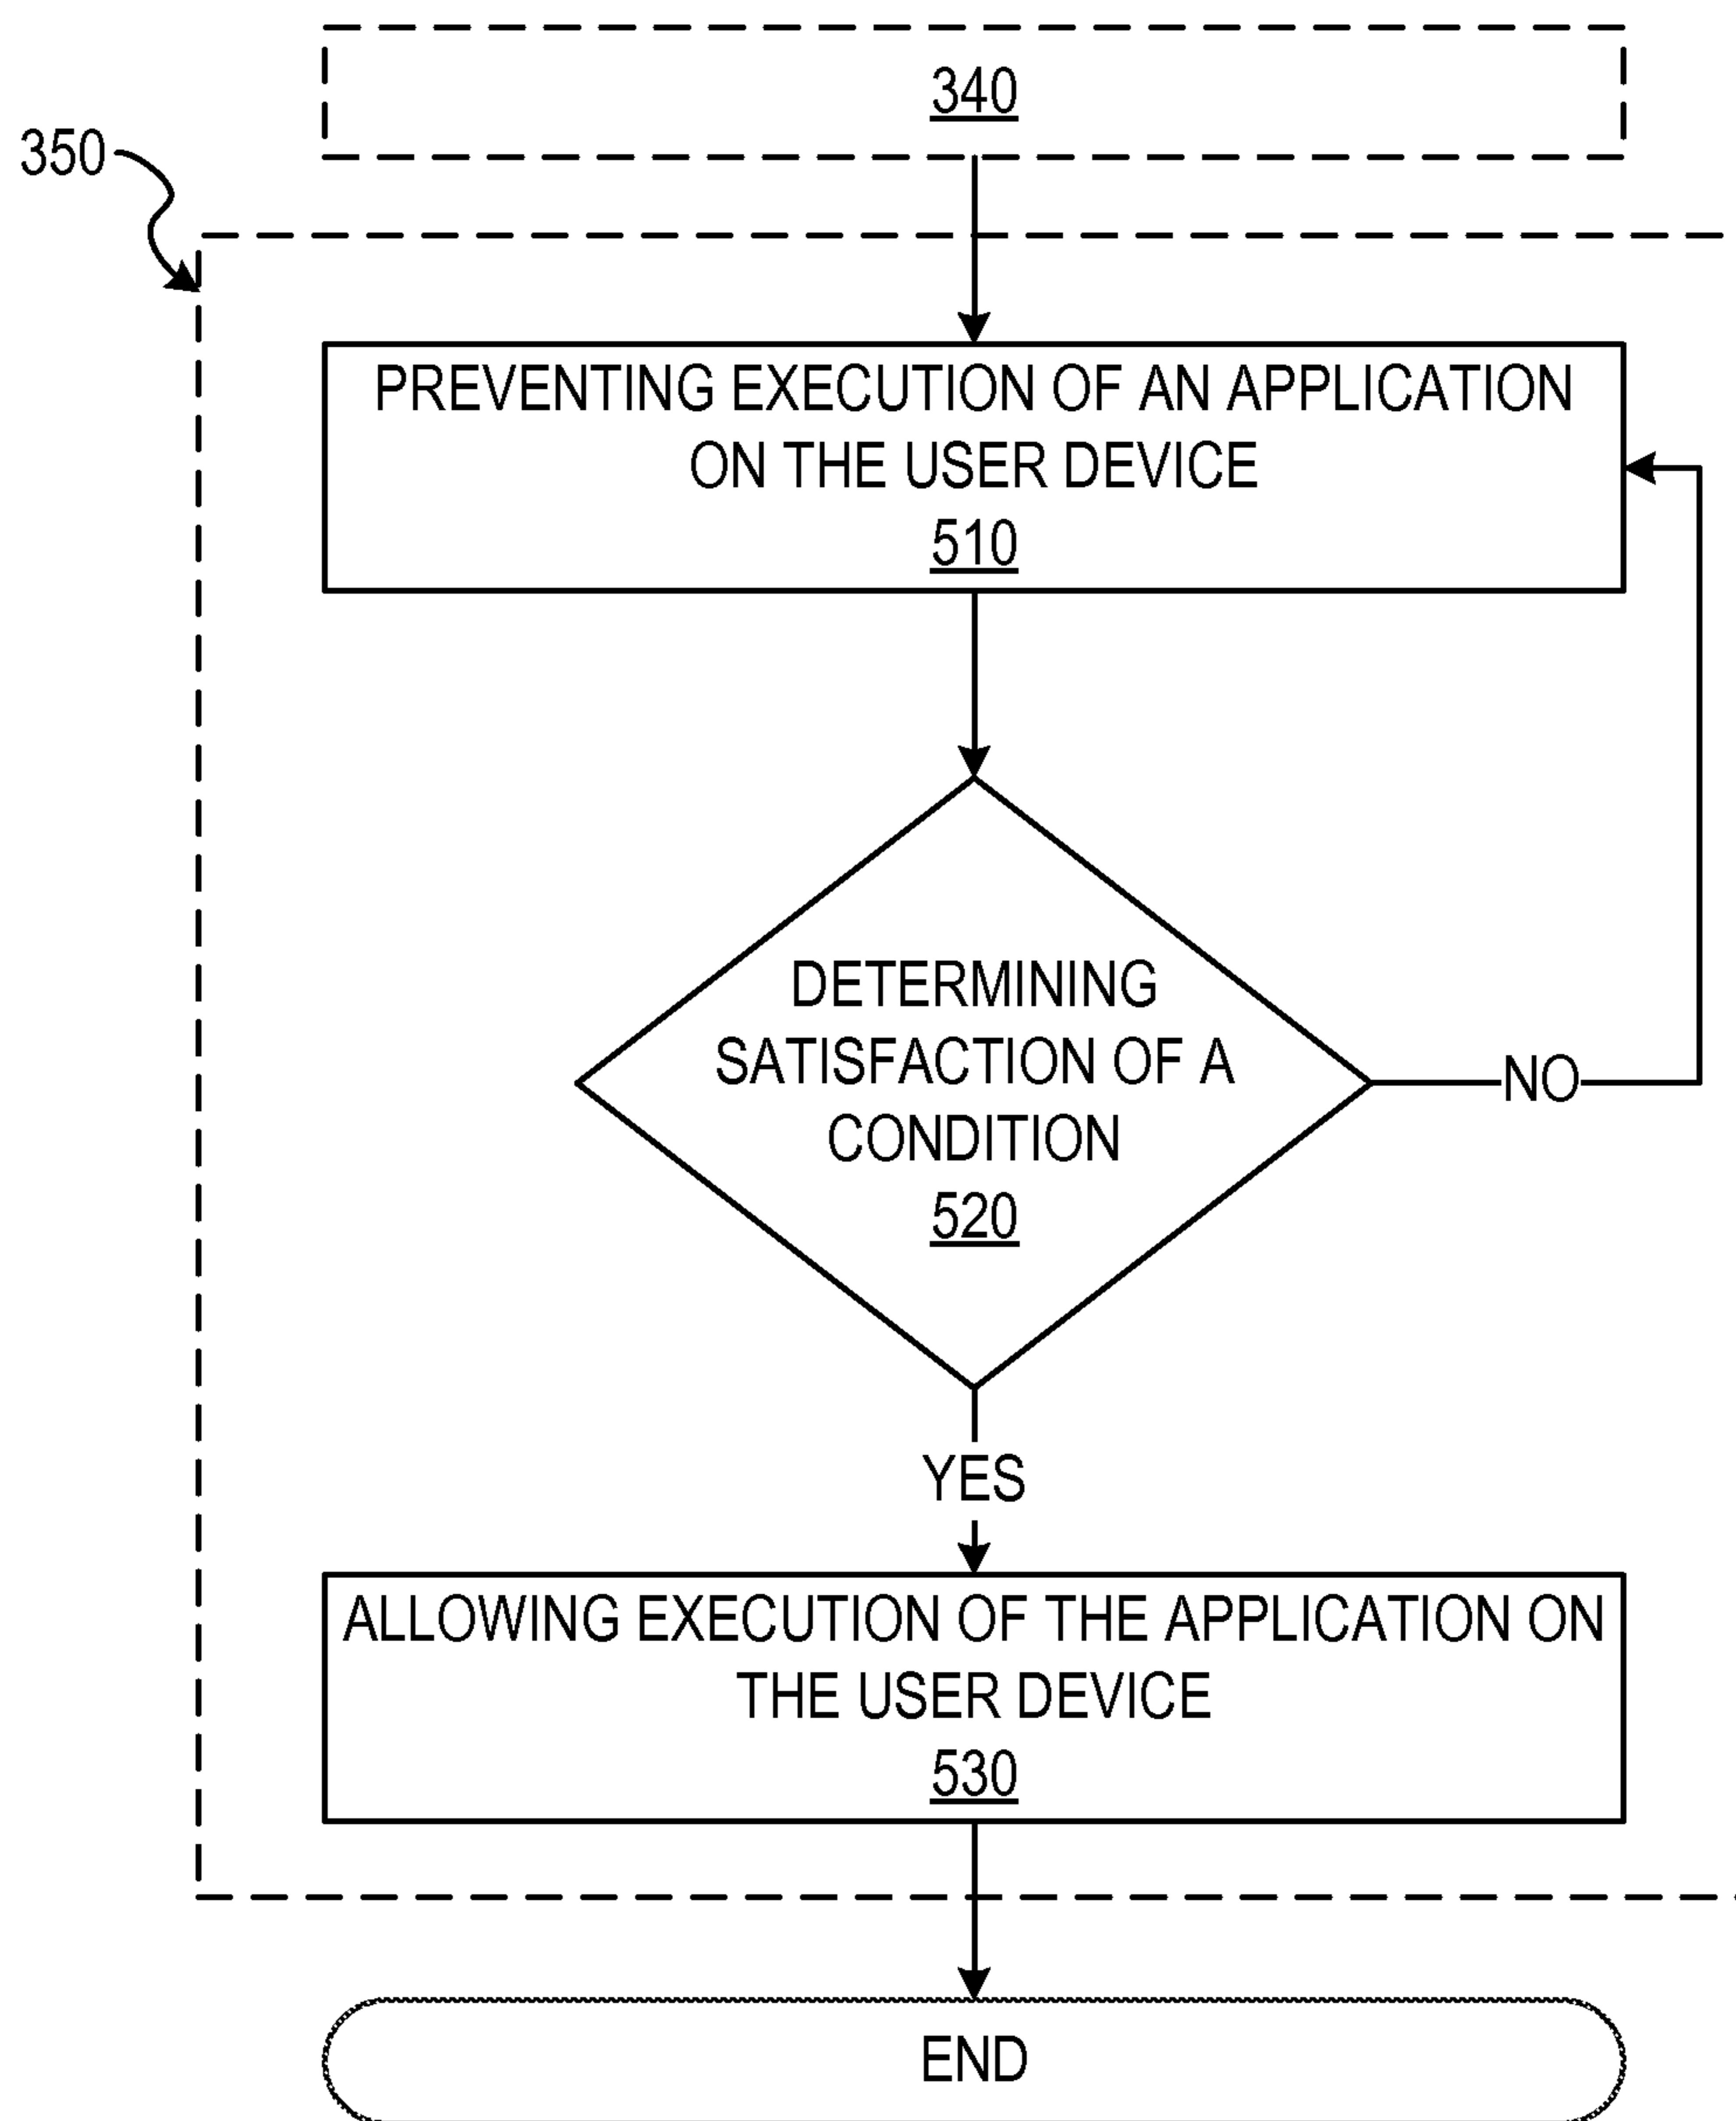 340
350
PREVENTING EXECUTION OF AN APPLICATION
ON THE USER DEVICE
510
DETERMINING
SATISFACTION OF A
CONDITION
520
NO
YES
ALLOWING EXECUTION OF THE APPLICATION ON
THE USER DEVICE
530
END